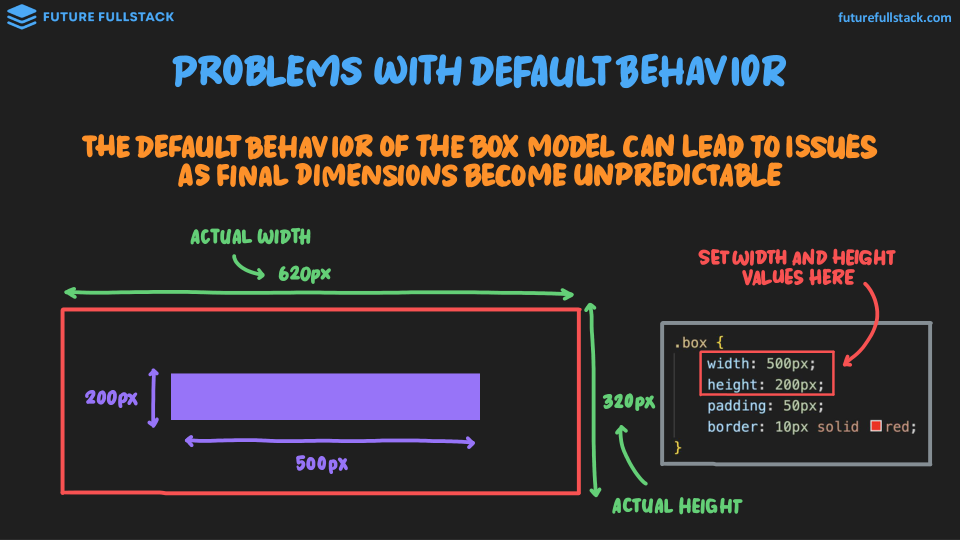 FUTURE FULLSTACK
futurefullstack.com
PROBLEMS WITH DEFAULT BEHAVIOR
THE DEFAULT BEHAVIOR OF THE BOX MODEL CAN LEAD TO ISSUES
AS FINAL DIMENSIONS BECOME UNPREDICTABLE
ACTUAL WIDTH
620px
200px
500px
320px
ACTUAL HEIGHT
SET WIDTH AND HEIGHT
VALUES HERE
.box {
width: 500px;
height: 200px;
padding: 50px;
border: 10px solid red;
}